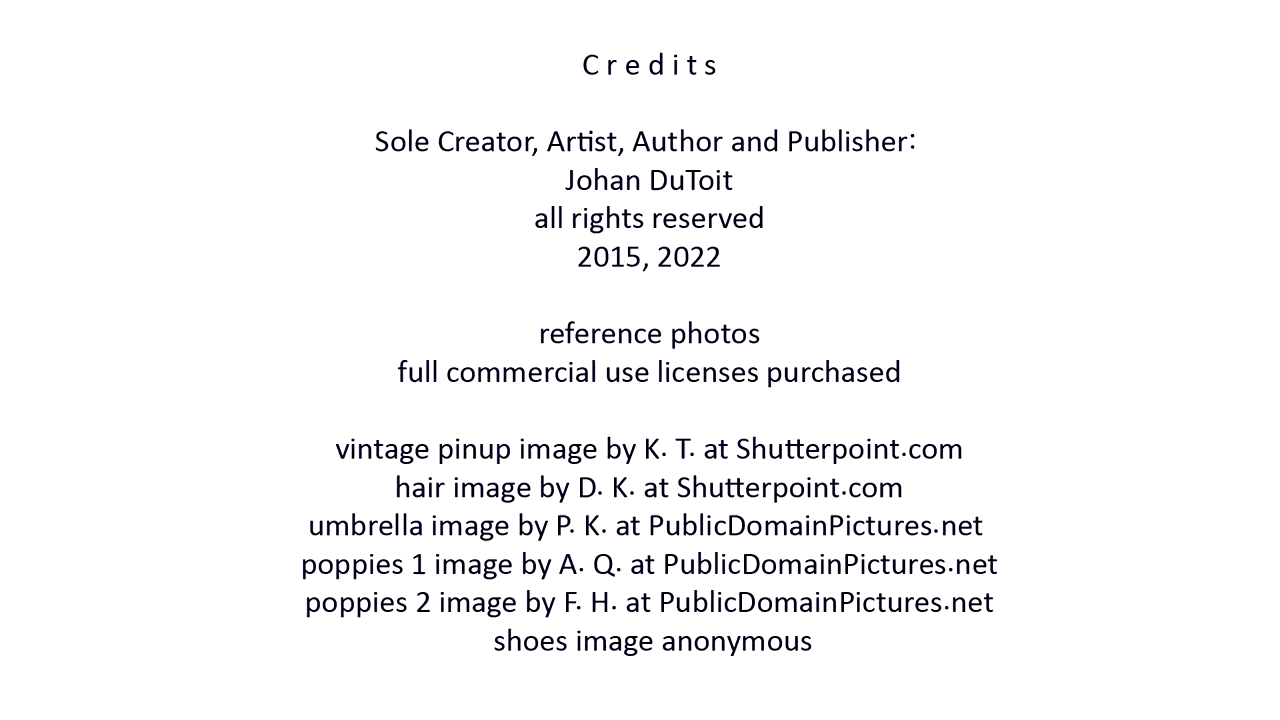 C r e d i t s
Sole Creator, Artist, Author and Publisher:
Johan DuToit
all rights reserved
2015, 2022
reference photos
full commercial use licenses purchased
vintage pinup image by K. T. at Shutterpoint.com
hair image by D. K. at Shutterpoint.com
umbrella image by P. K. at PublicDomainPictures.net
poppies 1 image by A. Q. at PublicDomainPictures.net
poppies 2 image by F. H. at PublicDomainPictures.net
shoes image anonymous